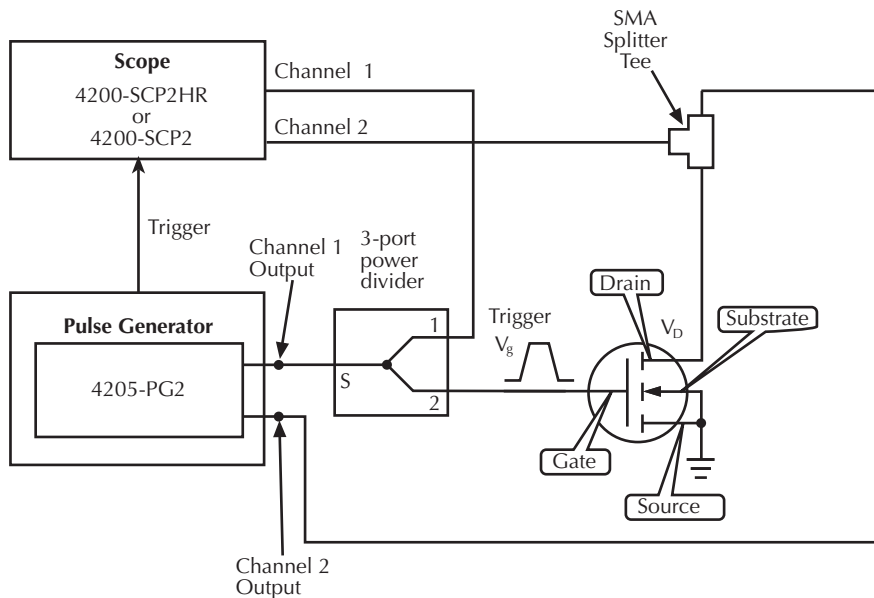 SMA
Splitter
Tee
Scope
4200-SCP2HR
or
4200-SCP2
Channel 1
Channel 2
Trigger
Channel 1
Output
3-port
power
divider
Pulse Generator
4205-PG2
S
1
2
Trigger
Vg
Drain
VD
Substrate
Gate
Source
Channel 2
Output